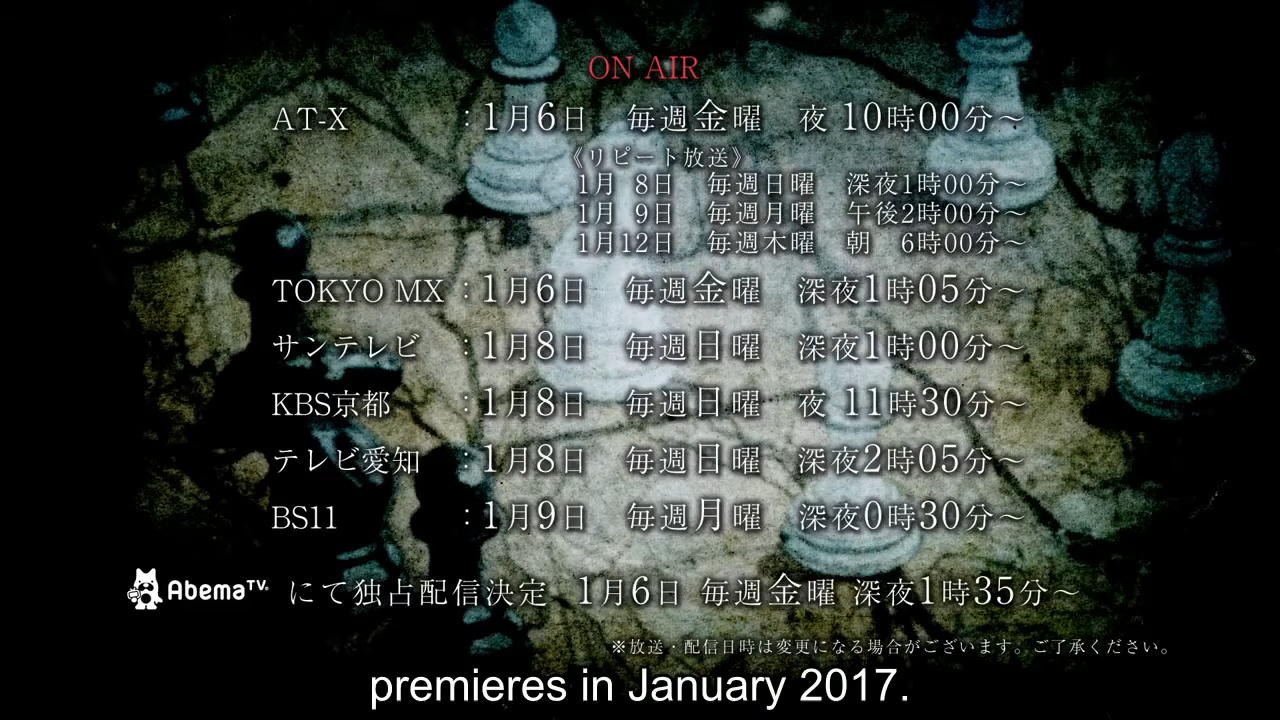 ON AIR
AT-X :1月6日 毎週金曜 夜 10時00分~
《リピート放送》
1月 8日 毎週日曜 深夜1時00分~
1月 9日 毎週月曜 午後2時00分~
1月12日 毎週木曜 朝 6時00分~
TOKYO MX :1月6日 毎週金曜 深夜1時05分~
サンテレビ :1月8日 毎週日曜 深夜1時00分~
KBS京都 :1月8日 毎週日曜 夜 11時30分~
テレビ愛知 :1月8日 毎週日曜 深夜2時05分~
BS11 :1月9日 毎週月曜 深夜0時30分~
AbemaTV にて独占配信決定 1月6日 毎週金曜 深夜1時35分~
※放送・配信日時は変更になる場合がございます。ご了承ください。
premieres in January 2017.